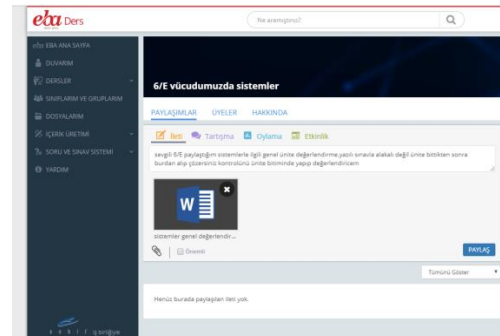 eba Ders
Ne aramıştınız?
eba EBA ANA SAYFA
DUVARIM
DERSLER
SINIFLARIM VE GRUPLARIM
DOSYALARIM
İÇERİK ÜRETİMİ
SORU VE SINAV SİSTEMİ
YARDIM
6/E vücudumuzda sistemler
PAYLAŞIMLAR ÜYELER HAKKINDA
İleti Tartışma Oylama Etkinlik
sevgili 6/E paylaştığım sistemlerle ilgili genel ünite değerlendirme,yazılı sınavla alakalı değil ünite bittikten sonra
burdan alıp çözersiniz kontrolünü ünite bitiminde yapıp değerlendiricem
W
sistemler genel değerlendir...
Önemli
PAYLAŞ
Tümünü Göster
Henüz burada paylaşılan ileti yok.